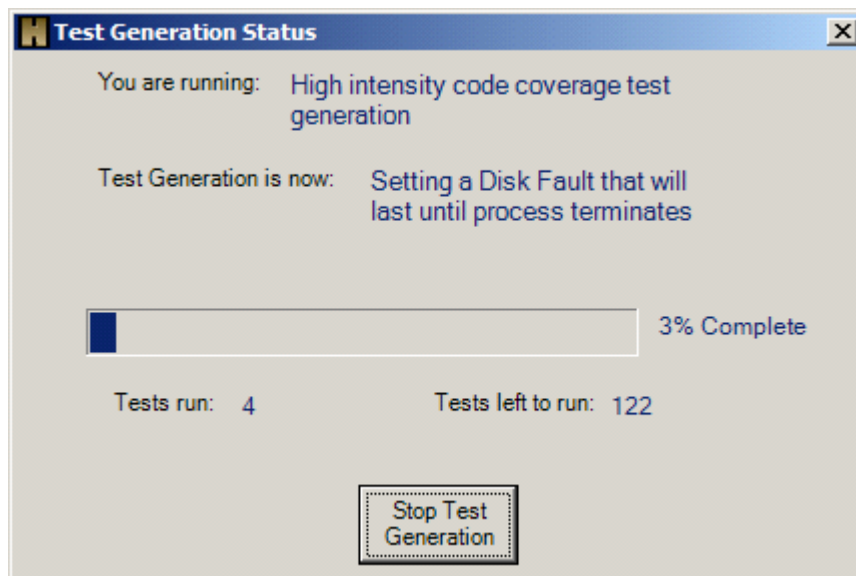 Test Generation Status
You are running: High intensity code coverage test
generation
Test Generation is now: Setting a Disk Fault that will
last until process terminates
3% Complete
Tests run: 4 Tests left to run: 122
Stop Test
Generation